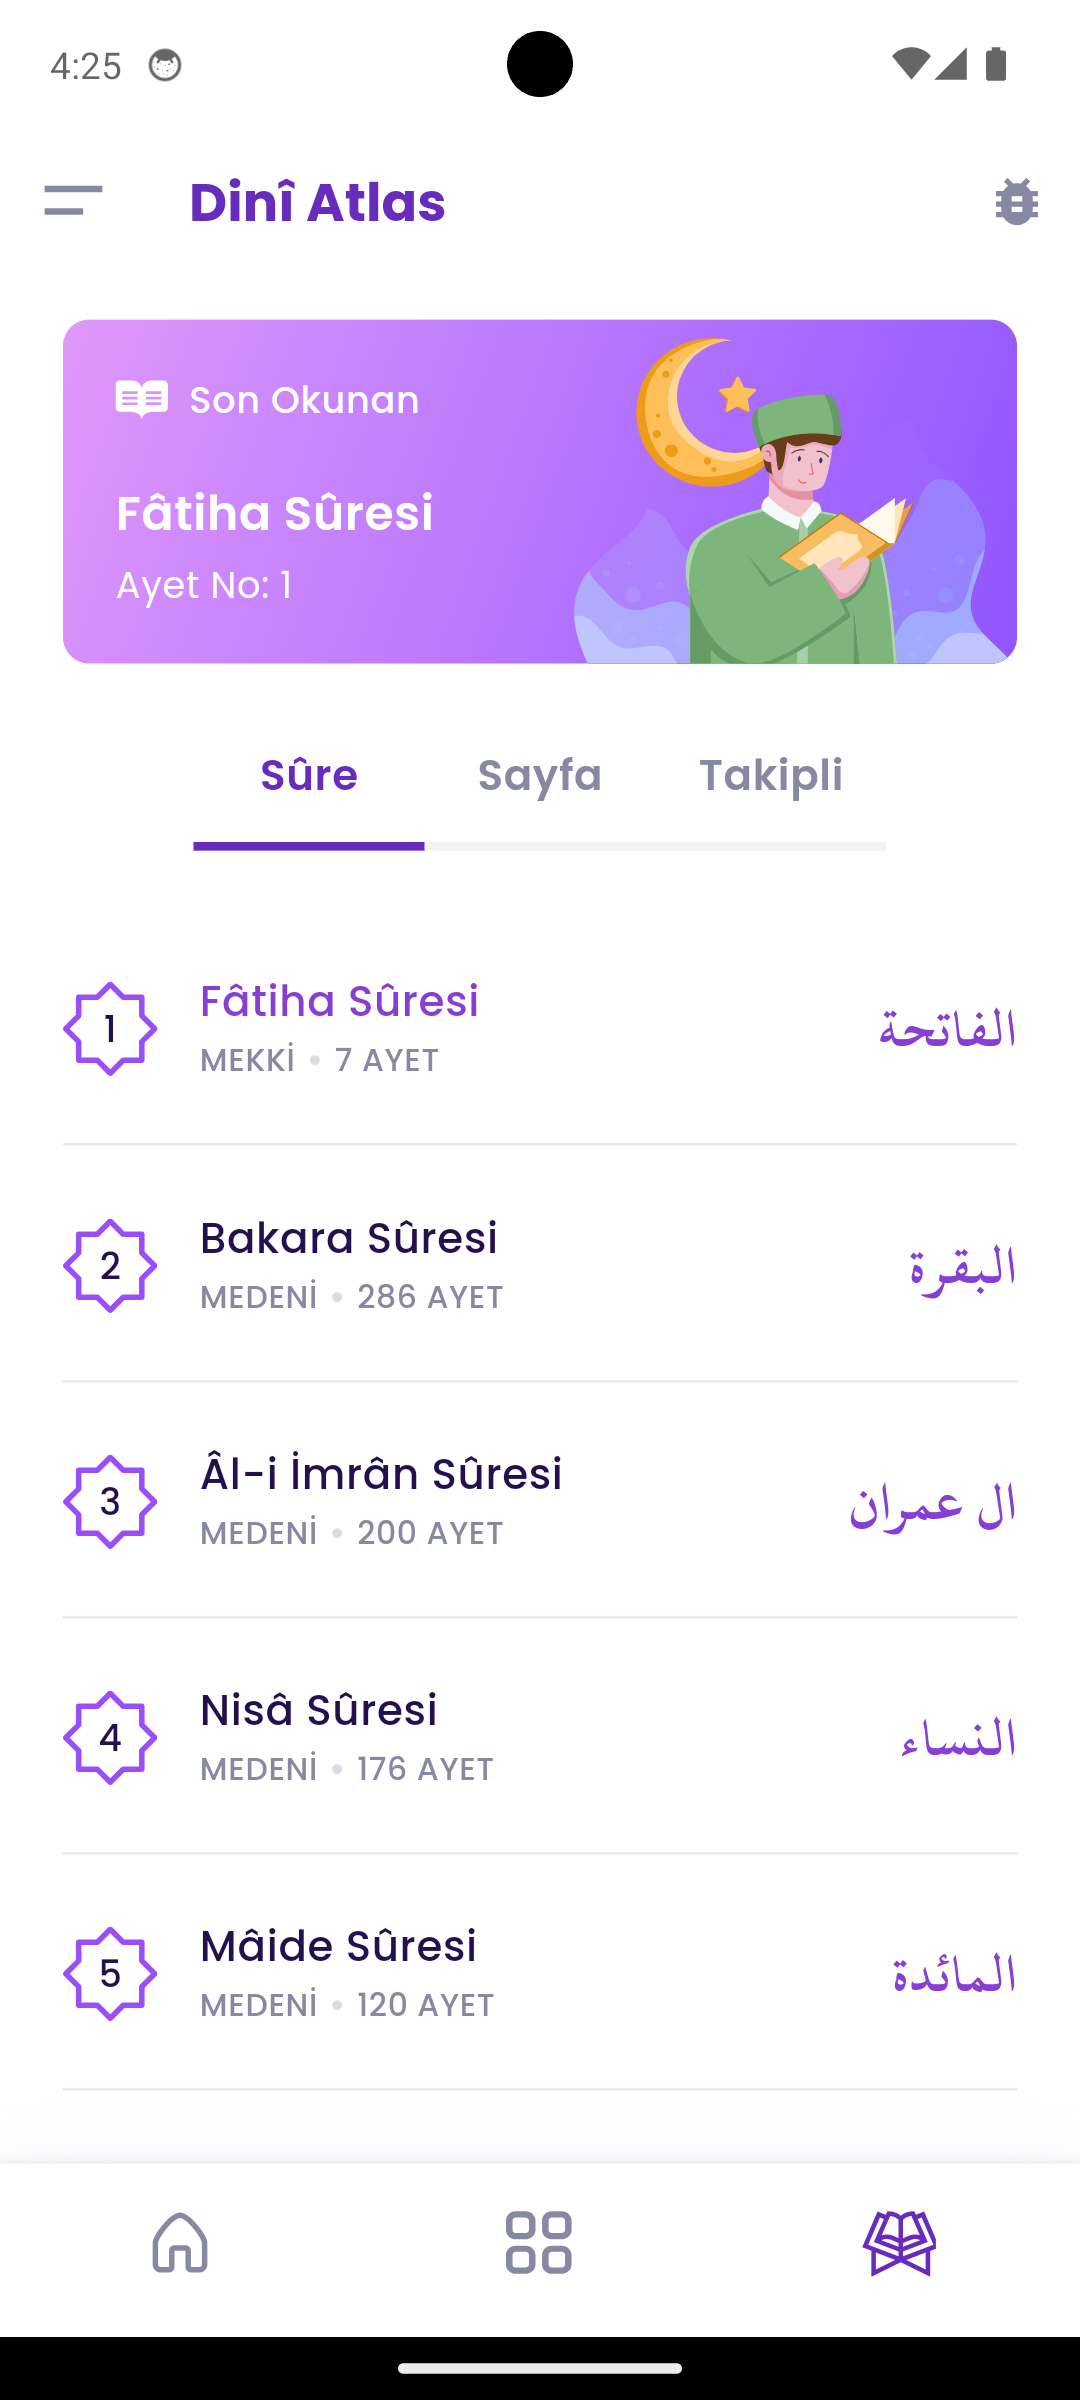 4:25
Dinî Atlas
Son Okunan
Fâtiha Sûresi
Ayet No: 1
Sûre Sayfa Takipli
1 Fâtiha Sûresi الفاتحة
MEKKİ • 7 AYET
2 Bakara Sûresi البقرة
MEDENİ • 286 AYET
3 Âl-i İmrân Sûresi ال عمران
MEDENİ • 200 AYET
4 Nisâ Sûresi النساء
MEDENİ • 176 AYET
5 Mâide Sûresi المائدة
MEDENİ • 120 AYET